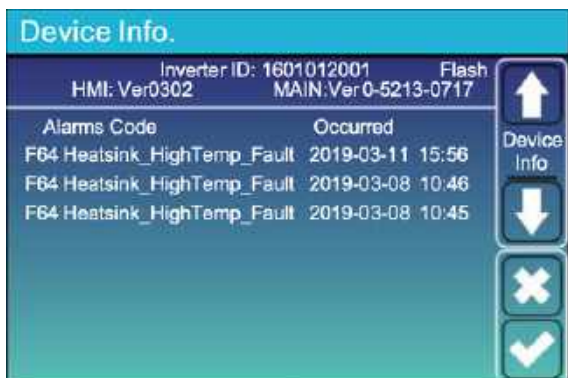 Device Info.
Inverter ID: 1601012001 Flash
HMI: Ver0302 MAIN:Ver 0-5213-0717
Alarms Code Occurred
F64 Heatsink_HighTemp_Fault 2019-03-11 15:56
F64 Heatsink_HighTemp_Fault 2019-03-08 10:46
F64 Heatsink_HighTemp_Fault 2019-03-08 10:45
Device
Info